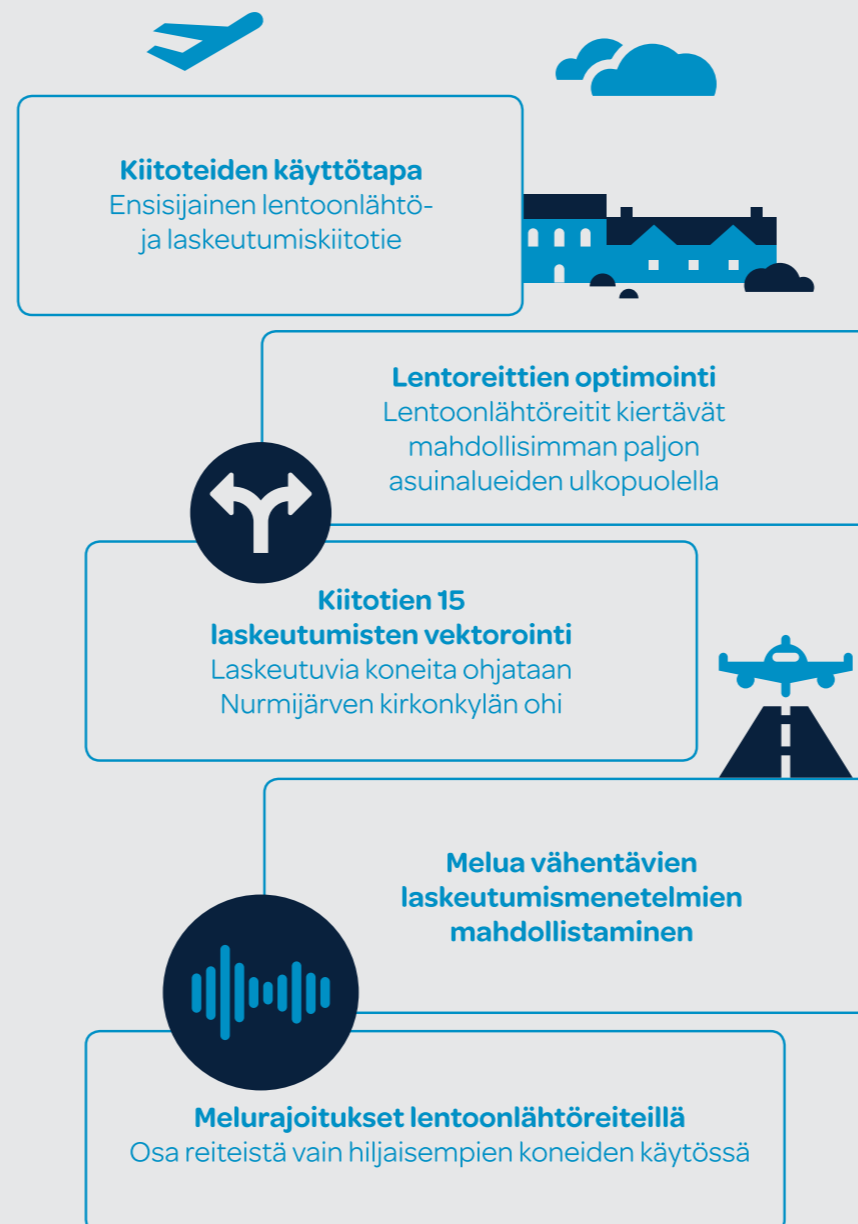 Kiitoteiden käyttötapa
Ensisijainen lentoonlähtö-
ja laskeutumiskiitotie
Lentoreittien optimointi
Lentoonlähtöreitit kiertävät
mahdollisimman paljon
asuinalueiden ulkopuolella
Kiitotien 15
laskeutumisten vektorointi
Laskeutuvia koneita ohjataan
Nurmijärven kirkonkylän ohi
Melua vähentävien
laskeutumismenetelmien
mahdollistaminen
Melurajoitukset lentoonlähtöreiteillä
Osa reiteistä vain hiljaisempien koneiden käytössä